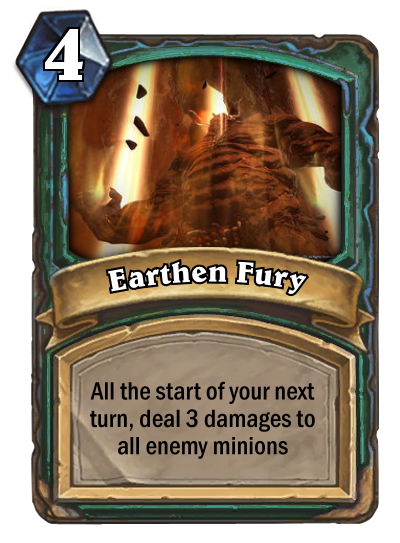 4
Earthen Fury
All the start of your next
turn, deal 3 damages to
all enemy minions